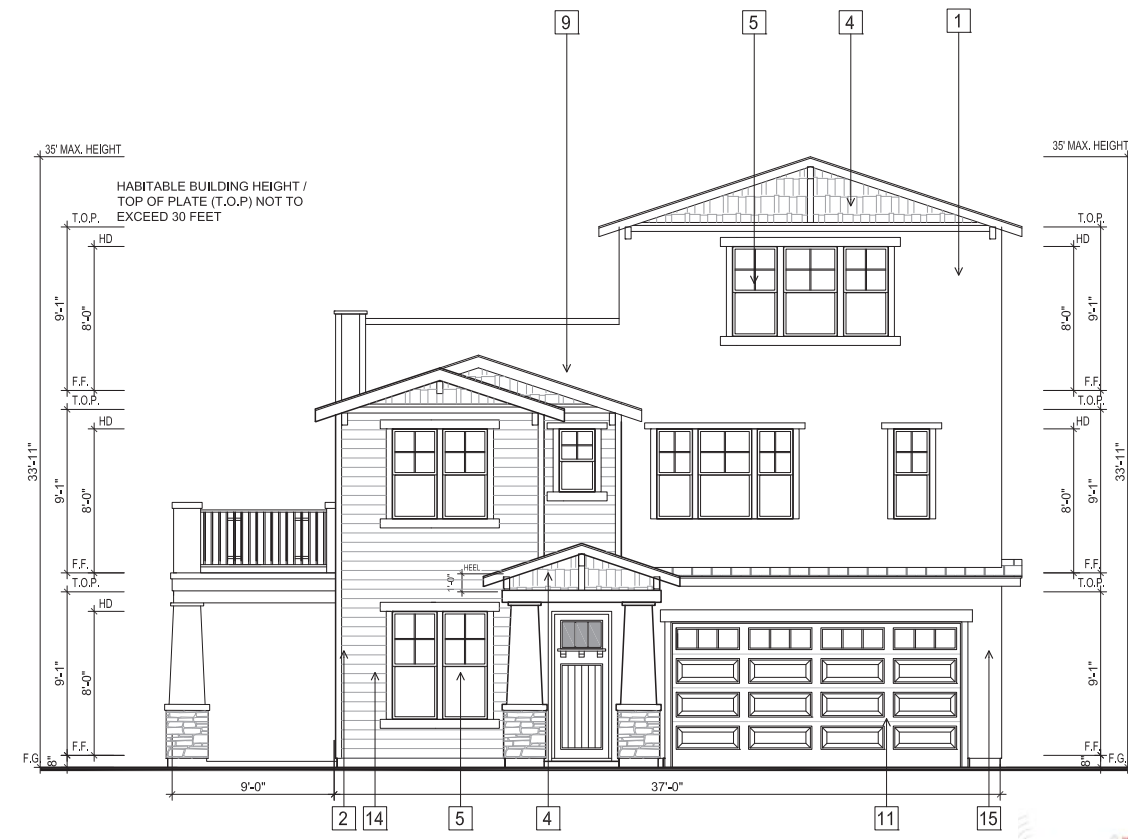 9
5
4
1
35' MAX. HEIGHT
35' MAX. HEIGHT
HABITABLE BUILDING HEIGHT /
TOP OF PLATE (T.O.P) NOT TO
EXCEED 30 FEET
T.O.P.
T.O.P.
HD
HD
9'-1"
8'-0"
8'-0"
9'-1"
F.F.
F.F.
T.O.P.
T.O.P.
HD
HD
33'-11"
9'-1"
8'-0"
8'-0"
9'-1"
33'-11"
F.F.
F.F.
HEEL
1'-0"
T.O.P.
T.O.P.
HD
9'-1"
8'-0"
9'-1"
F.F.
F.F.
F.G.
8"
8"
F.G.
9'-0"
37'-0"
2
14
5
4
11
15